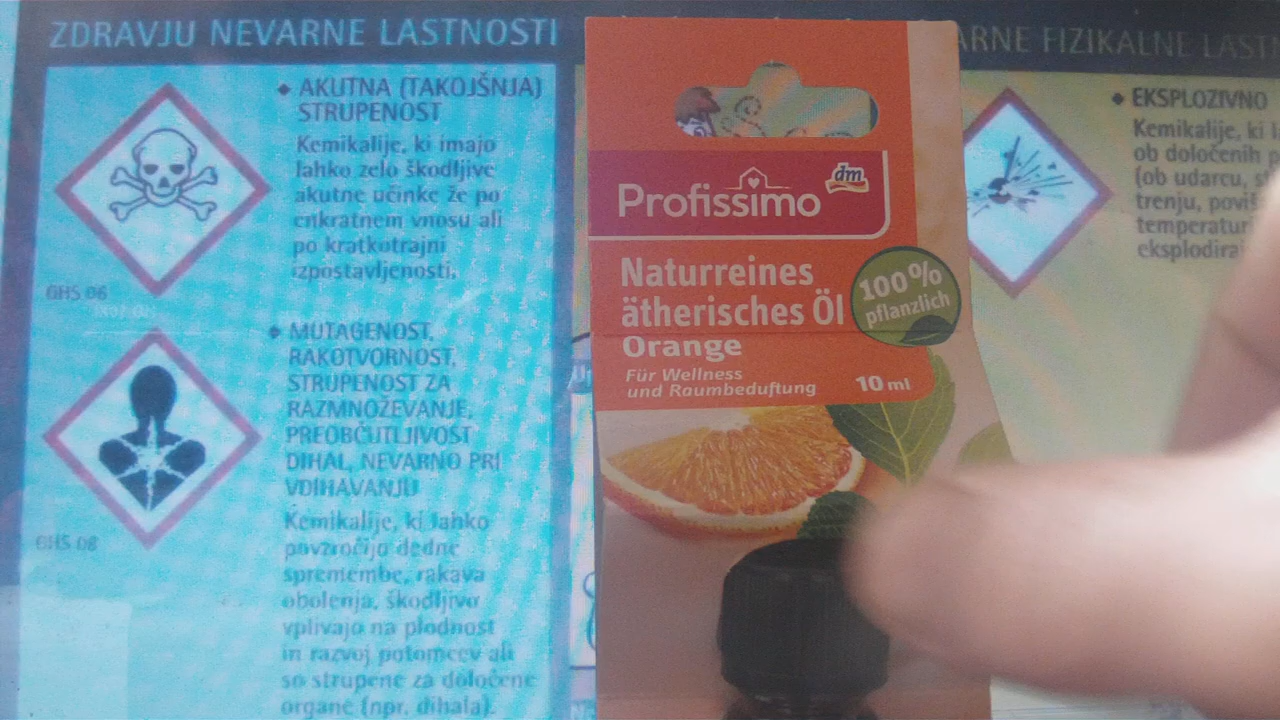 ZDRAVJU NEVARNE LASTNOSTI
AKUTNA (TAKOJŠNJA)
STRUPENOST
Kemikalije, ki imajo
lahko zelo škodljive
akutne učinke že po
enkratnem vnosu ali
po kratkotrajni
izpostavljenosti.
GHS 06
MUTAGENOST,
RAKOTVORNOST,
STRUPENOST ZA
RAZMNOŽEVANJE,
PREOBČUTLJIVOST
DIHAL, NEVARNO PRI
VDIHAVANJU
GHS 08
Kemikalije, ki lahko
povzročijo dedne
spremembe, rakava
obolenja, škodljivo
vplivajo na plodnost
in razvoj potomcev ali
so strupene za določene
organe (npr. dihala).
dm
Profissimo
Naturreines
ätherisches Öl
Orange
100%
pflanzlich
Für Wellness
und Raumbeduftung
10 ml
ARNE FIZIKALNE LAST
EKSPLOZIVNO
Kemikalije, ki
ob določenih
(ob udarcu,
trenju,
temperatur
eksplodira